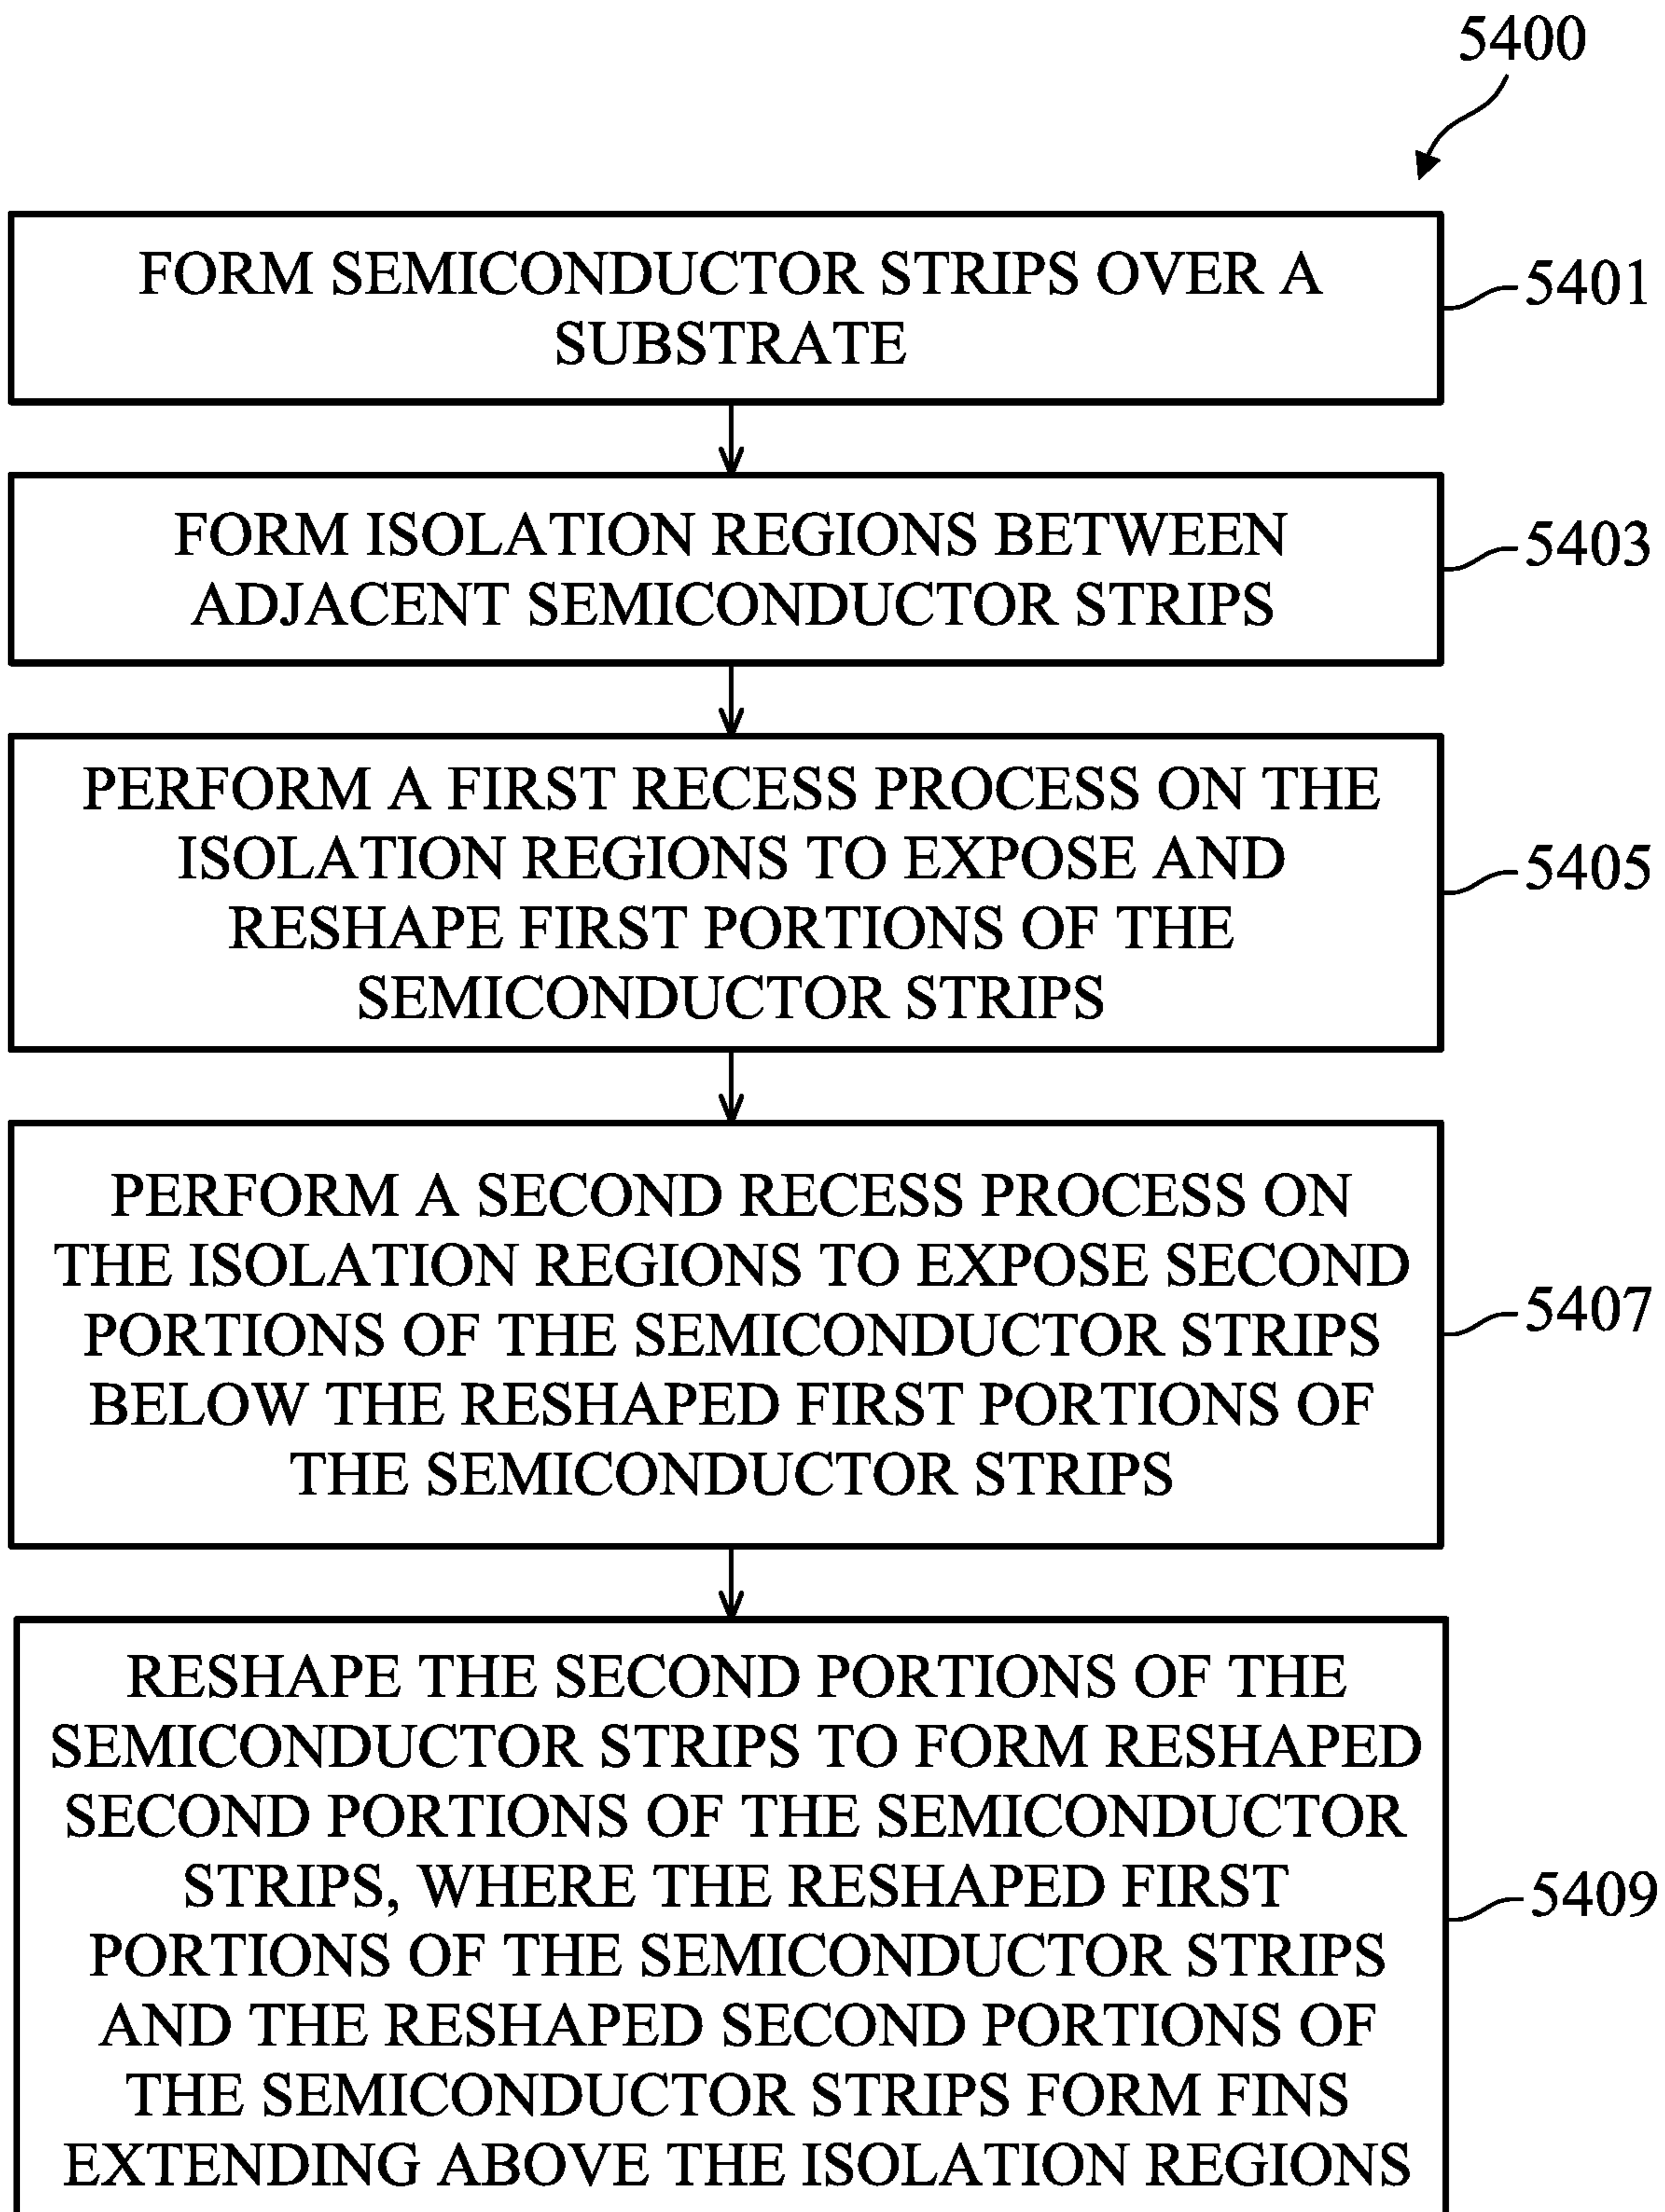 5400
FORM SEMICONDUCTOR STRIPS OVER A
SUBSTRATE
5401
FORM ISOLATION REGIONS BETWEEN
ADJACENT SEMICONDUCTOR STRIPS
5403
PERFORM A FIRST RECESS PROCESS ON THE
ISOLATION REGIONS TO EXPOSE AND
RESHAPE FIRST PORTIONS OF THE
SEMICONDUCTOR STRIPS
5405
PERFORM A SECOND RECESS PROCESS ON
THE ISOLATION REGIONS TO EXPOSE SECOND
PORTIONS OF THE SEMICONDUCTOR STRIPS
BELOW THE RESHAPED FIRST PORTIONS OF
THE SEMICONDUCTOR STRIPS
5407
RESHAPE THE SECOND PORTIONS OF THE
SEMICONDUCTOR STRIPS TO FORM RESHAPED
SECOND PORTIONS OF THE SEMICONDUCTOR
STRIPS, WHERE THE RESHAPED FIRST
PORTIONS OF THE SEMICONDUCTOR STRIPS
AND THE RESHAPED SECOND PORTIONS OF
THE SEMICONDUCTOR STRIPS FORM FINS
EXTENDING ABOVE THE ISOLATION REGIONS
5409